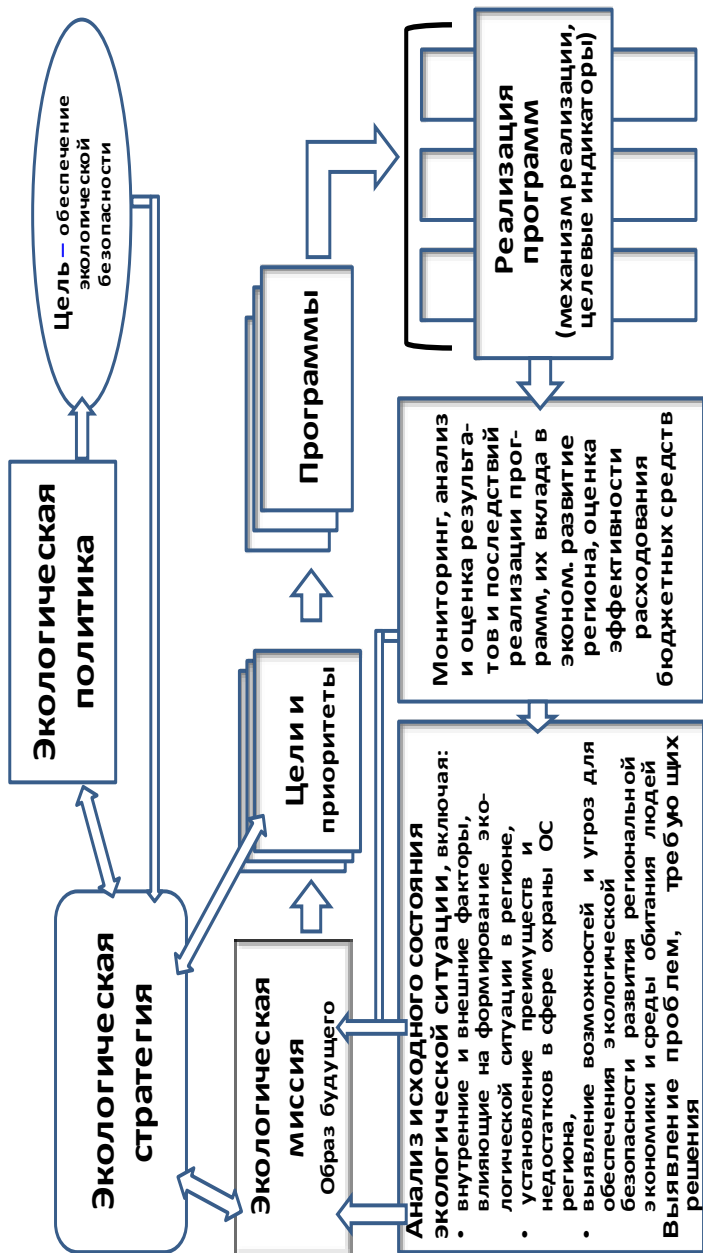 Экологическая
политика
Цель – обеспечение
экологической
безопасности
Экологическая
стратегия
Экологическая
миссия
Образ будущего
Цели и
приоритеты
Программы
Реализация
программ
(механизм реализации,
целевые индикаторы)
Мониторинг, анализ
и оценка результа-
тов и последствий
реализации прог-
рамм, их вклада в
эконом. развитие
региона, оценка
эффективности
расходования
бюджетных средств
Анализ исходного состояния
экологической ситуации, включая:
• внутренние и внешние факторы,
влияющие на формирование эко-
логической ситуации в регионе,
• установление преимуществ и
недостатков в сфере охраны ОС
региона,
• выявление возможностей и угроз для
обеспечения экологической
безопасности развития региональной
экономики и среды обитания людей
Выявление проблем, требующих
решения